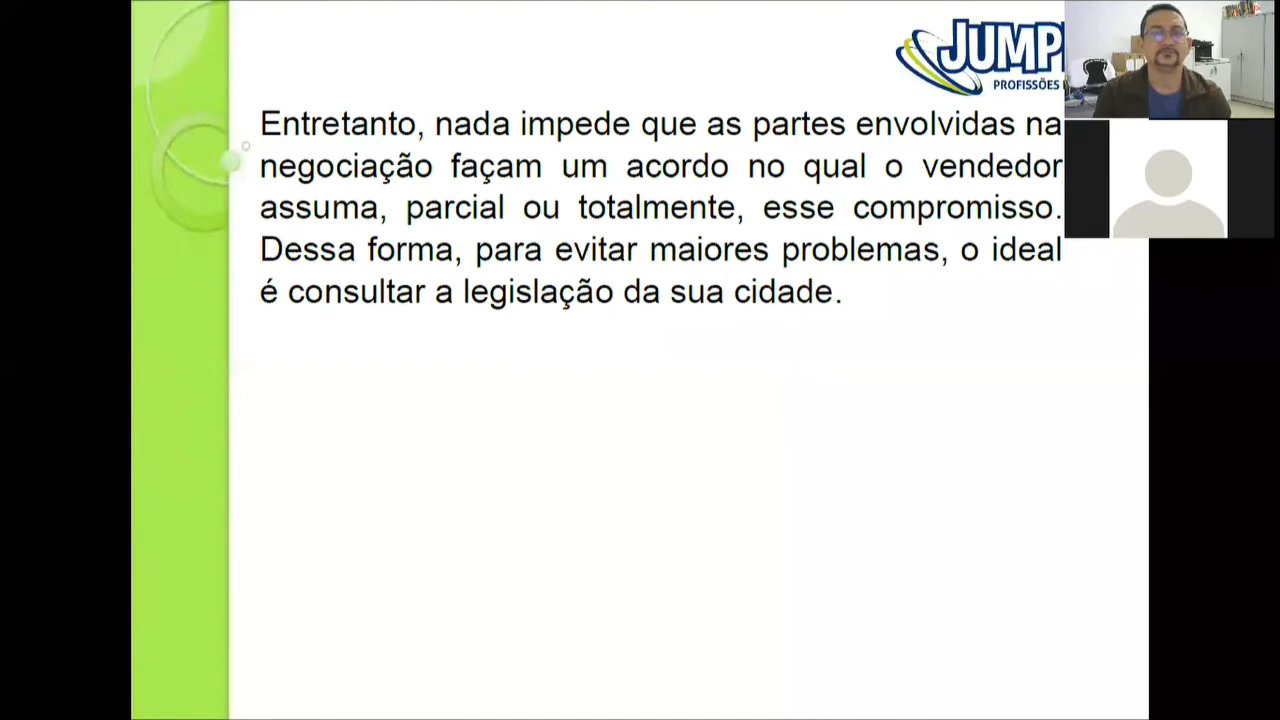 JUMP
PROFISSÕES
Entretanto, nada impede que as partes envolvidas na
negociação façam um acordo no qual o vendedor
assuma, parcial ou totalmente, esse compromisso.
Dessa forma, para evitar maiores problemas, o ideal
é consultar a legislação da sua cidade.